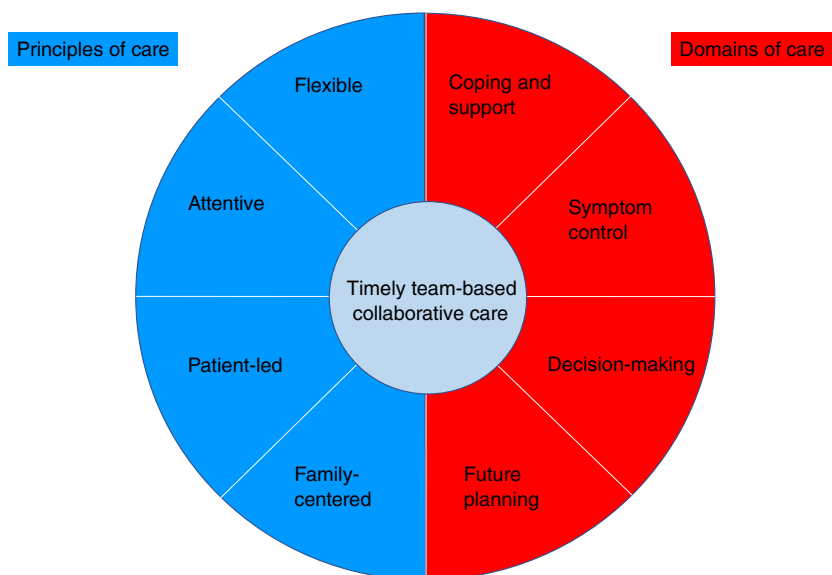 Principles of care
Domains of care
Flexible
Coping and
support
Attentive
Symptom
control
Timely team-based
collaborative care
Patient-led
Decision-making
Family-
centered
Future
planning